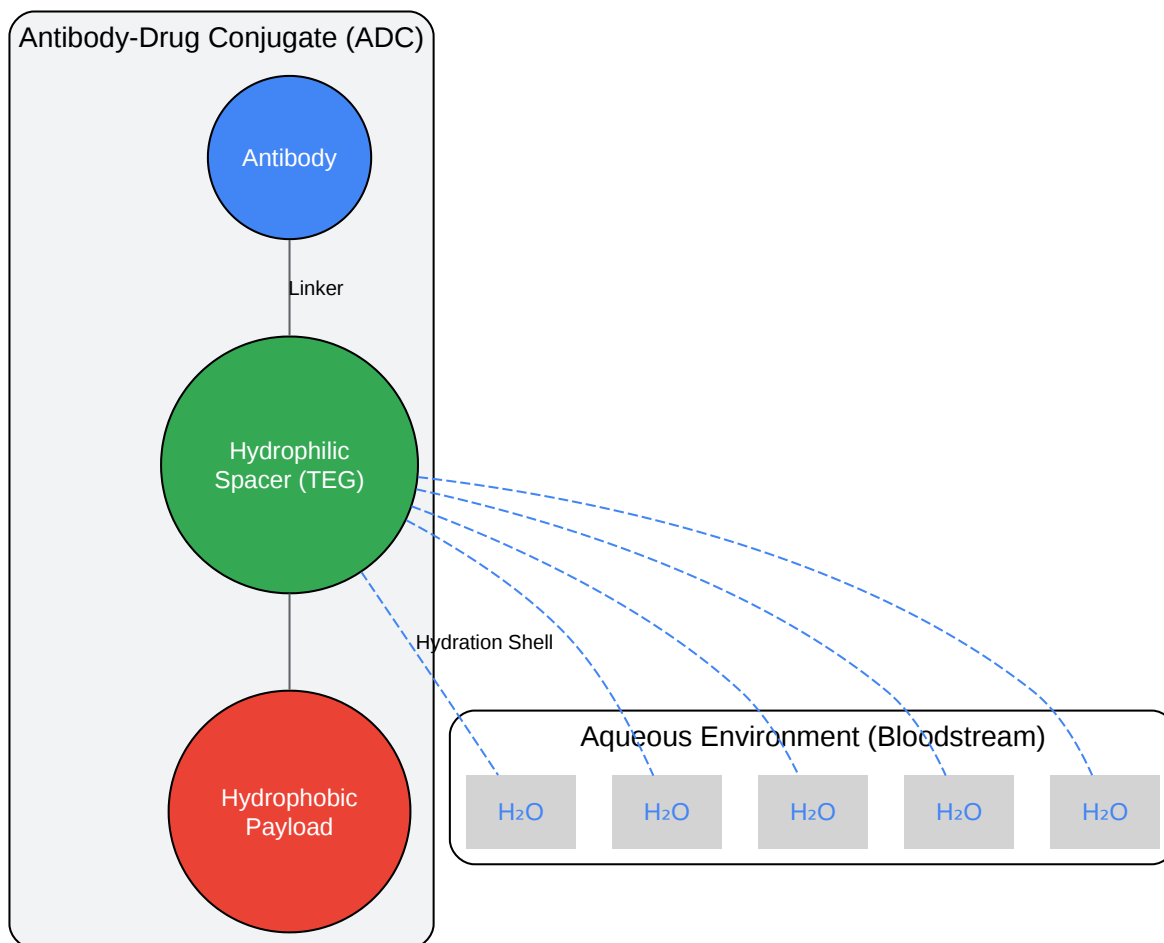 Antibody-Drug Conjugate (ADC)
Antibody
Linker
Hydrophilic
Spacer (TEG)
Hydration Shell
Aqueous Environment (Bloodstream)
H₂O
H₂O
H₂O
H₂O
H₂O
Hydrophobic
Payload